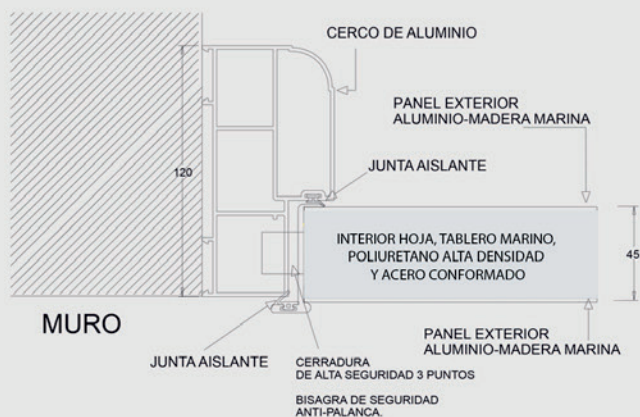 CERCO DE ALUMINIO
PANEL EXTERIOR
ALUMINIO-MADERA MARINA
JUNTA AISLANTE
120
INTERIOR HOJA, TABLERO MARINO,
POLIURETANO ALTA DENSIDAD
Y ACERO CONFORMADO
45
MURO
PANEL EXTERIOR
ALUMINIO-MADERA MARINA
JUNTA AISLANTE
CERRADURA
DE ALTA SEGURIDAD 3 PUNTOS
BISAGRA DE SEGURIDAD
ANTI-PALANCA.